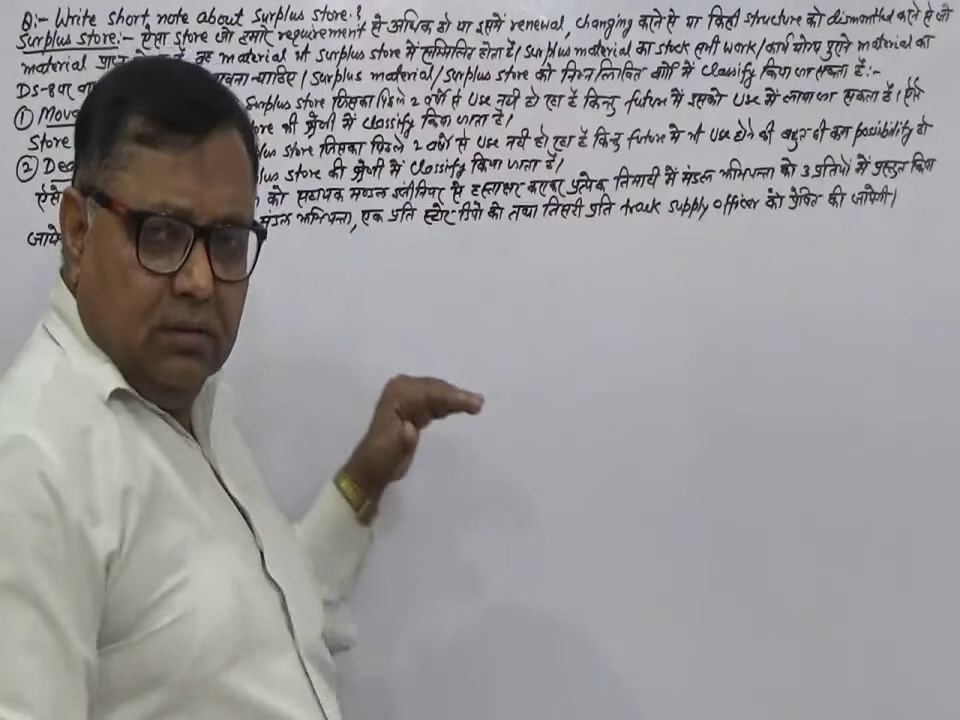 Q:- Write short note about Surplus store.?
Surplus store:- ऐसा store जो हमारे requirement से अधिक हो या इसमें renewal, changing करने से या किसी structure को dismantled करने से जो
material प्राप्त होता है, वह material भी surplus store में सम्मिलित होता है। surplus material का stock सभी work/कार्य योग्य पुराने material का
DS-8 पर चाहिए। Surplus material/surplus store को निम्नलिखित वर्गों में classify किया जा सकता है:-
① Mov Surplus store जिसका पिछले 2 वर्षों से use नही हो रहा है किन्तु future में इसको use में लाया जा सकता है। ऐसे
store की श्रेणी में classify किया जाता है।
② Dea store जिसका पिछले 2 वर्षों से use नही हो रहा है किन्तु future में भी use होने की बहुत ही कम possibility हो
ऐसे store की श्रेणी में classify किया जाता है।
को सहायक मण्डल इंजीनियर से हस्ताक्षर कराकर प्रत्येक तिमाही में मंडल अभियन्ता को 3 प्रतियों में प्रस्तुत किया
जाये मंडल अभियन्ता, एक प्रति स्टोर डिपो को तथा तिसरी प्रति track supply officer को प्रेषित की जायेगी।